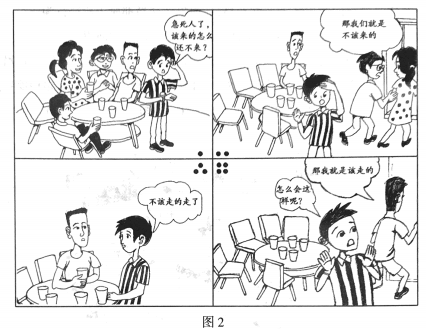 急死人了，
该来的怎么
还不来？
那我们就是
不该来的
不该走的走了
那我就是该走的
怎么会这
样呢？
图2